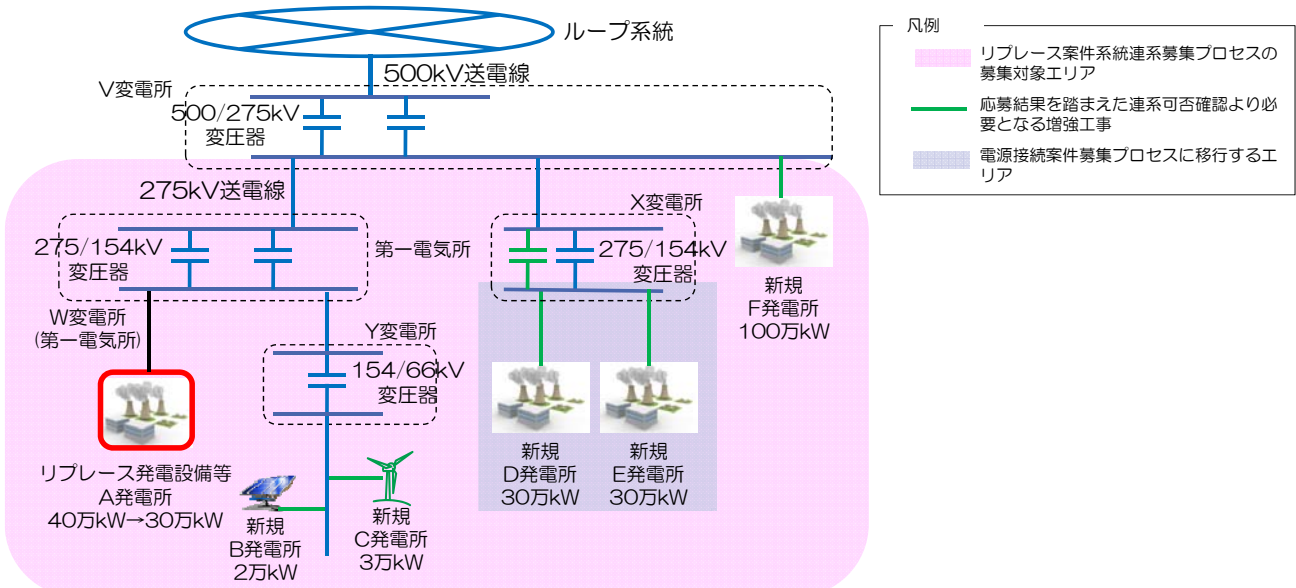 ループ系統
500kV送電線
V変電所
500/275kV
変圧器
275kV送電線
275/154kV
変圧器
第一電気所
W変電所
(第一電気所)
Y変電所
154/66kV
変圧器
リプレース発電設備等
A発電所
40万kW→30万kW
新規
B発電所
2万kW
新規
C発電所
3万kW
X変電所
275/154kV
変圧器
新規
D発電所
30万kW
新規
E発電所
30万kW
新規
F発電所
100万kW
凡例
リプレース案件系統連系募集プロセスの
募集対象エリア
応募結果を踏まえた連系可否確認より必
要となる増強工事
電源接続案件募集プロセスに移行するエ
リア